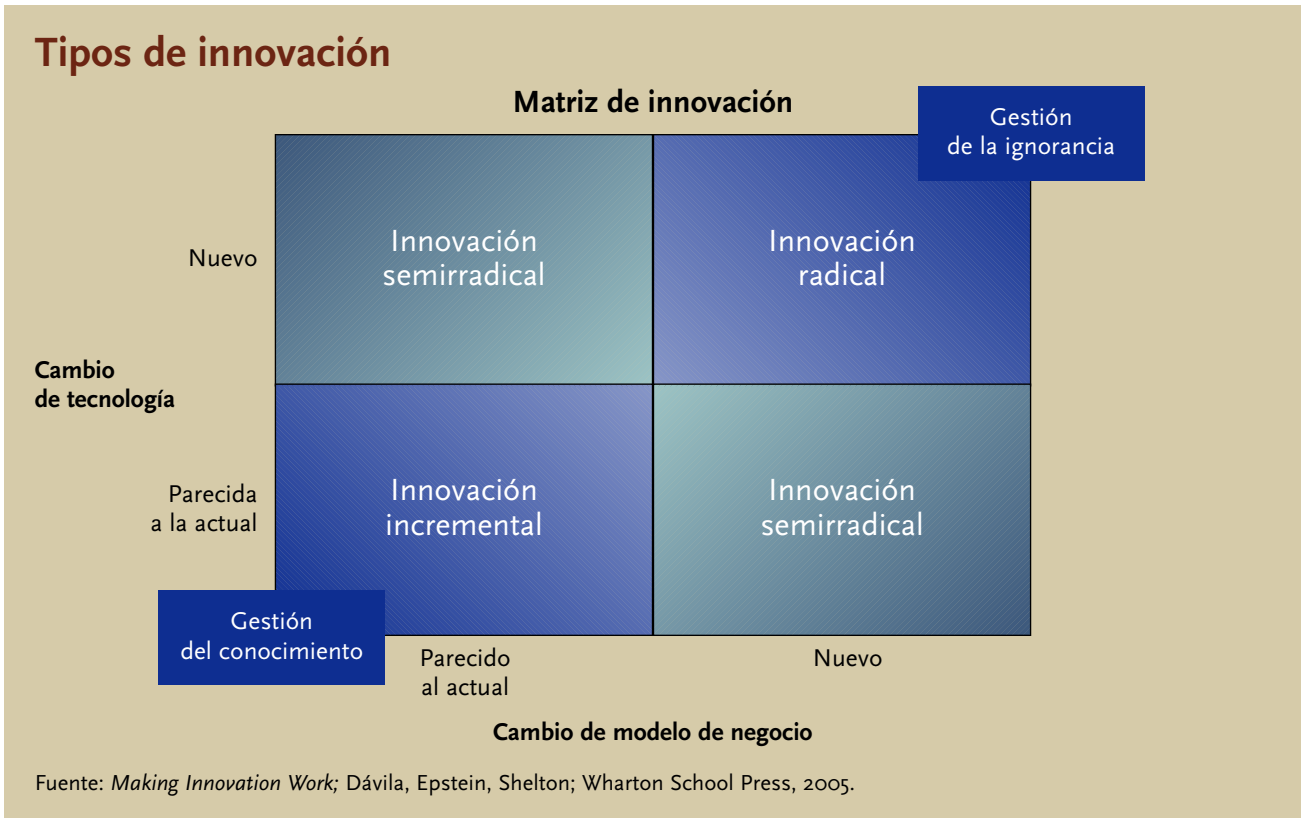 Tipos de innovación
Matriz de innovación
Gestión
de la ignorancia
Innovación
semirradical
Innovación
radical
Nuevo
Cambio
de tecnología
Parecida
a la actual
Innovación
incremental
Innovación
semirradical
Gestión
del conocimiento
Parecido
al actual
Nuevo
Cambio de modelo de negocio
Fuente: Making Innovation Work; Dávila, Epstein, Shelton; Wharton School Press, 2005.